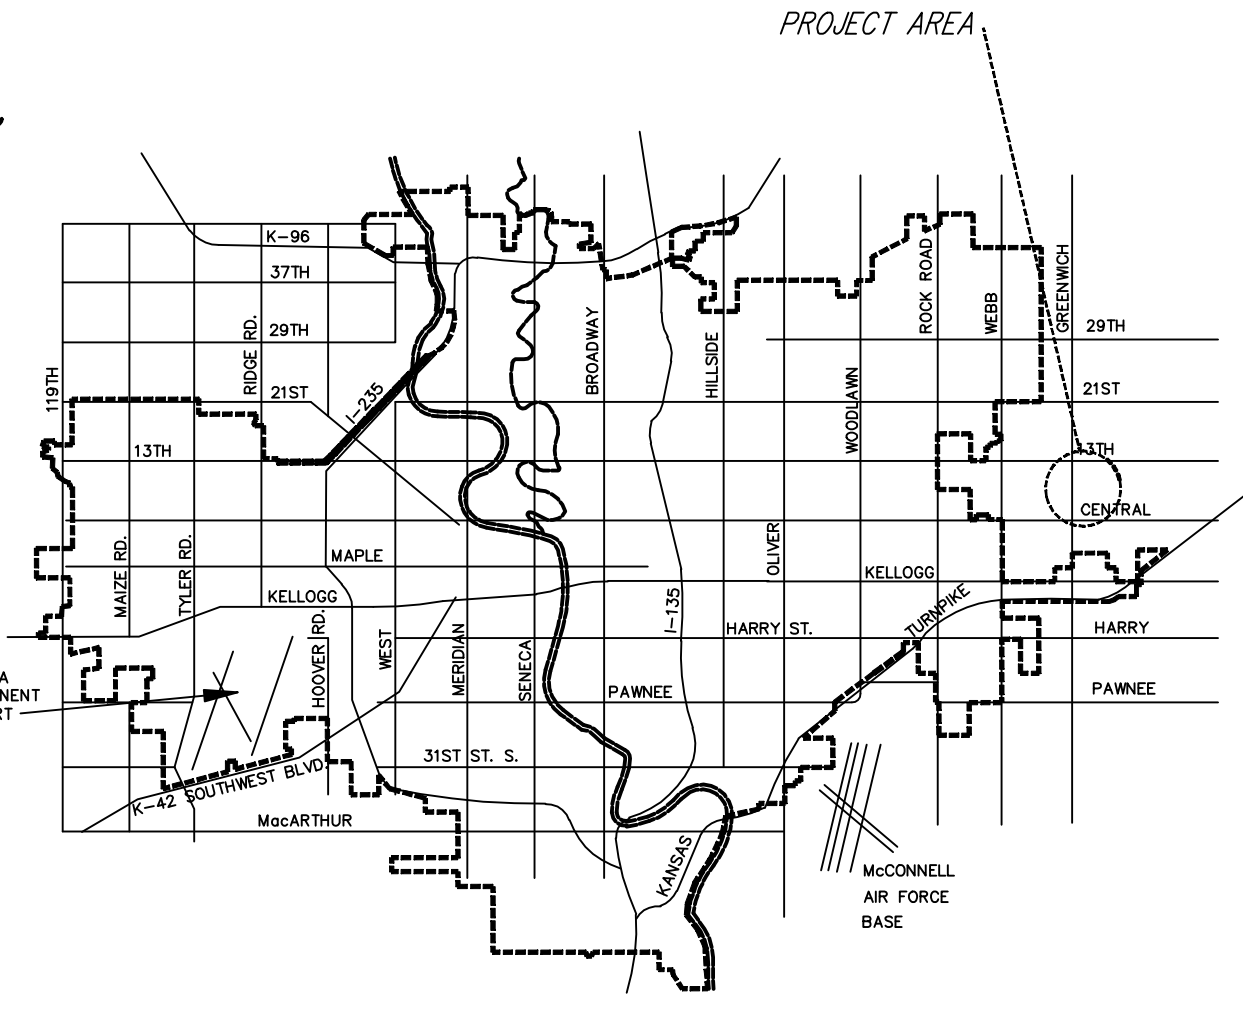 PROJECT AREA
K-96
37TH
29TH
21ST
13TH
119TH
RIDGE RD.
I-235
BROADWAY
HILLSIDE
WOODLAWN
ROCK ROAD
WEBB
GREENWICH
29TH
21ST
13TH
CENTRAL
MAIZE RD.
TYLER RD.
MAPLE
KELLOGG
HOOVER RD.
WEST
MERIDIAN
SENECA
I-135
OLIVER
KELLOGG
TURNPIKE
HARRY ST.
HARRY
PAWNEE
PAWNEE
A
NENT
RT
31ST ST. S.
K-42 SOUTHWEST BLVD.
MacARTHUR
KANSAS
McCONNELL
AIR FORCE
BASE